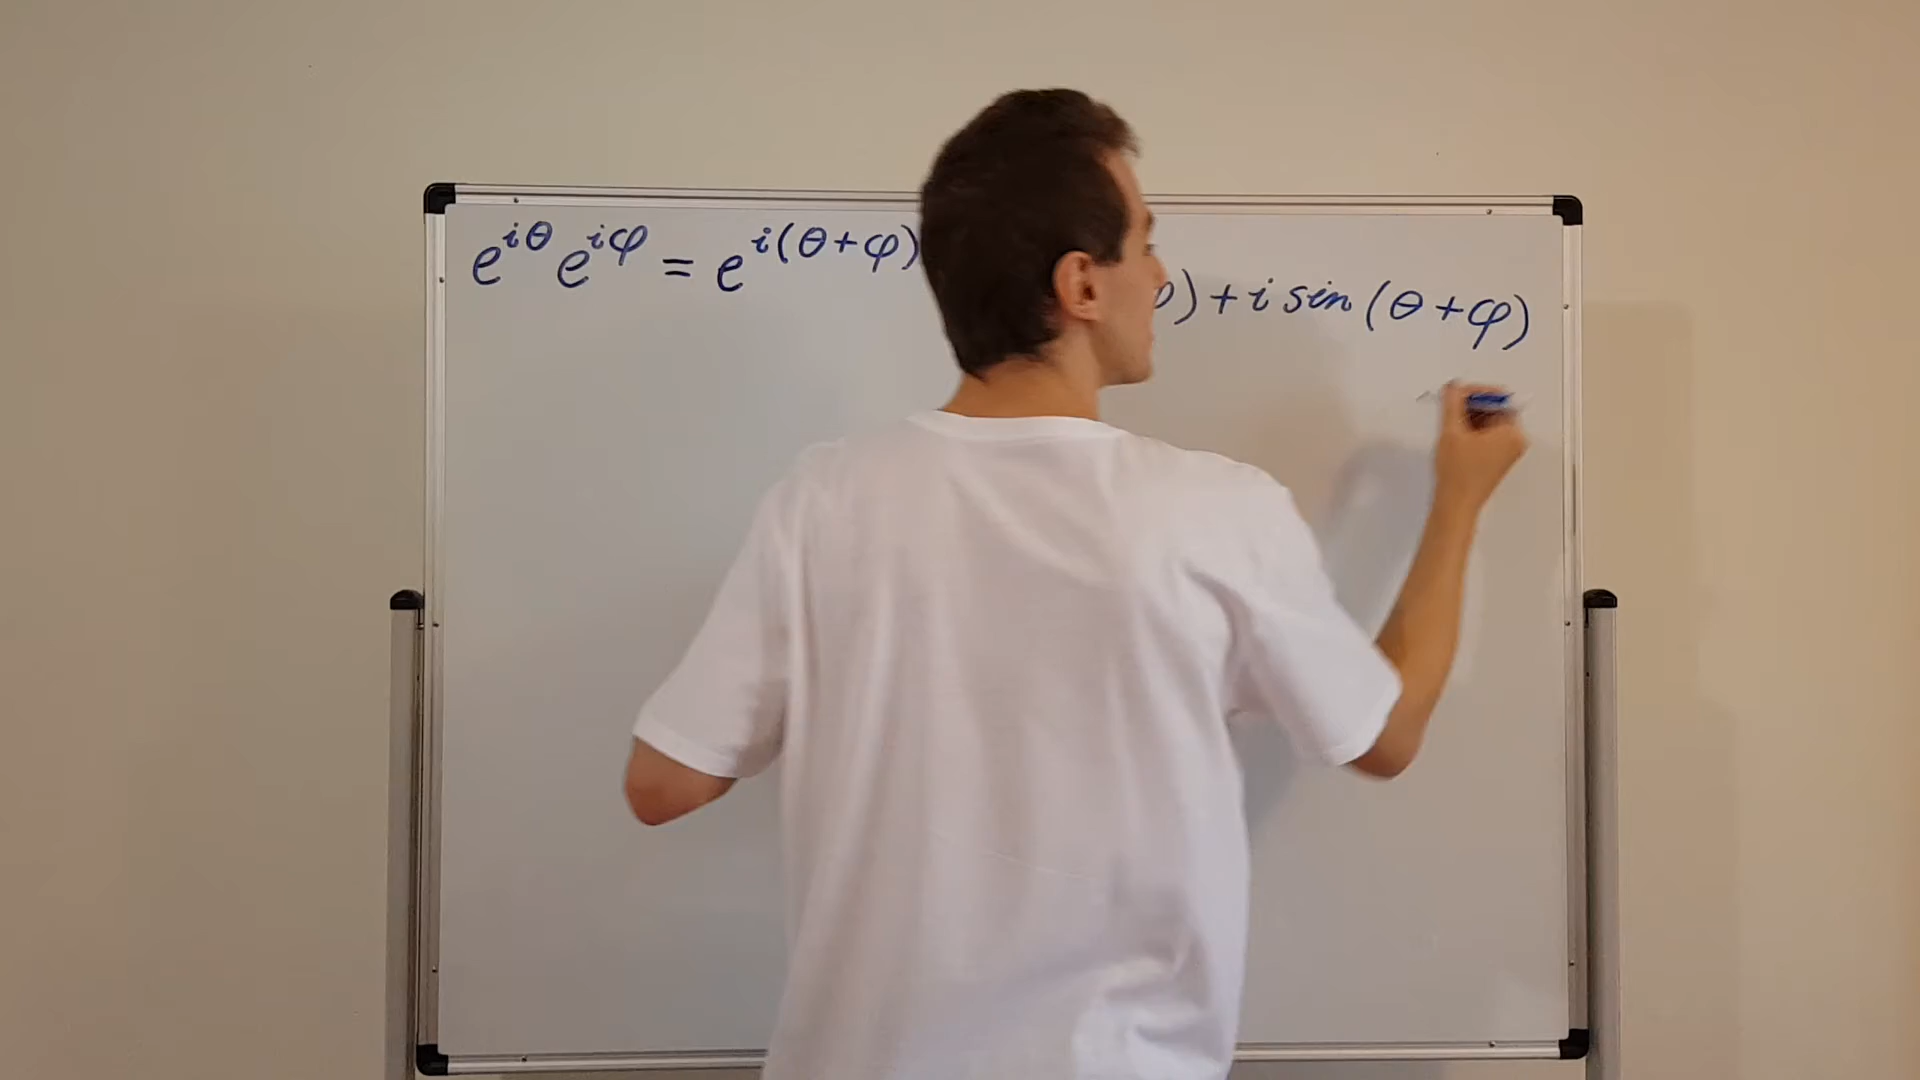 e^{iθ} e^{iφ} = e^{i(θ+φ)} φ) + i sin (θ + φ)